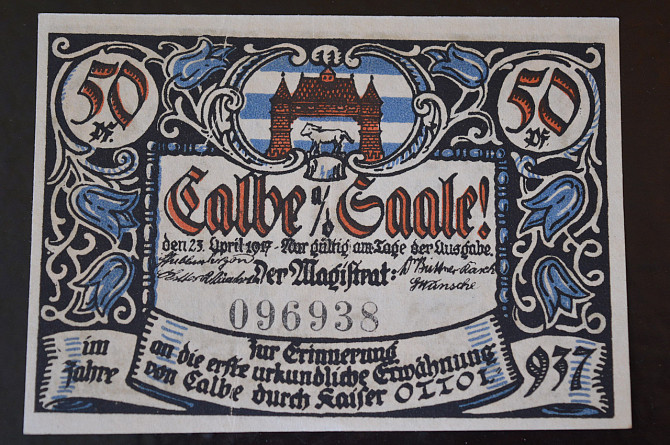 50 Pf.
50 Pf.
Calbe a/S Saale!
den 23. April 1917 - Nur gültig am Tage der Ausgabe.
Der Magistrat:
Wünsche
096938
zur Erinnerung
im Jahre an die erste urkundliche Erwähnung 937
von Calbe durch Kaiser OTTO I.